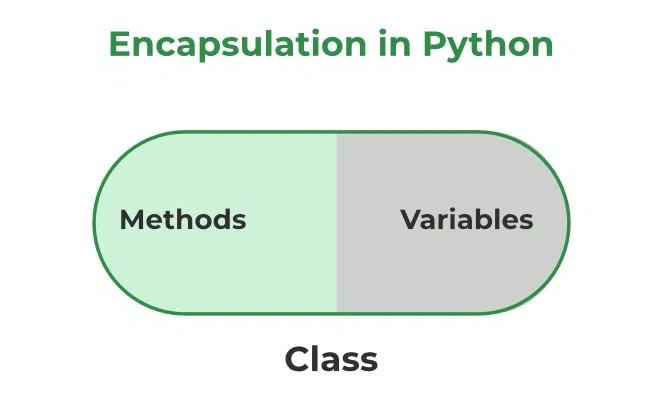 Encapsulation in Python
Methods Variables
Class